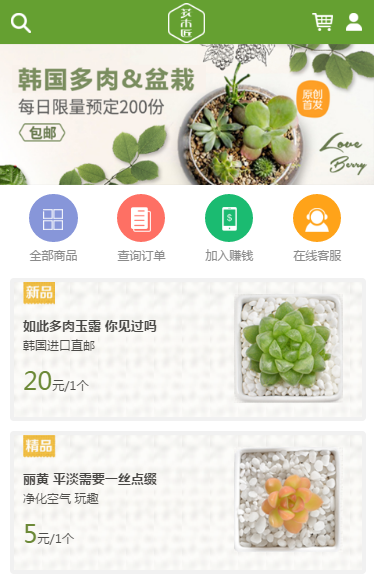 韩国多肉&盆栽
每日限量预定200份
包邮
原创
首发
Love
Berry
$
全部商品
查询订单
加入赚钱
在线客服
新品
如此多肉玉露 你见过吗
韩国进口直邮
20元/1个
精品
丽黄 平淡需要一丝点缀
净化空气 玩趣
5元/1个